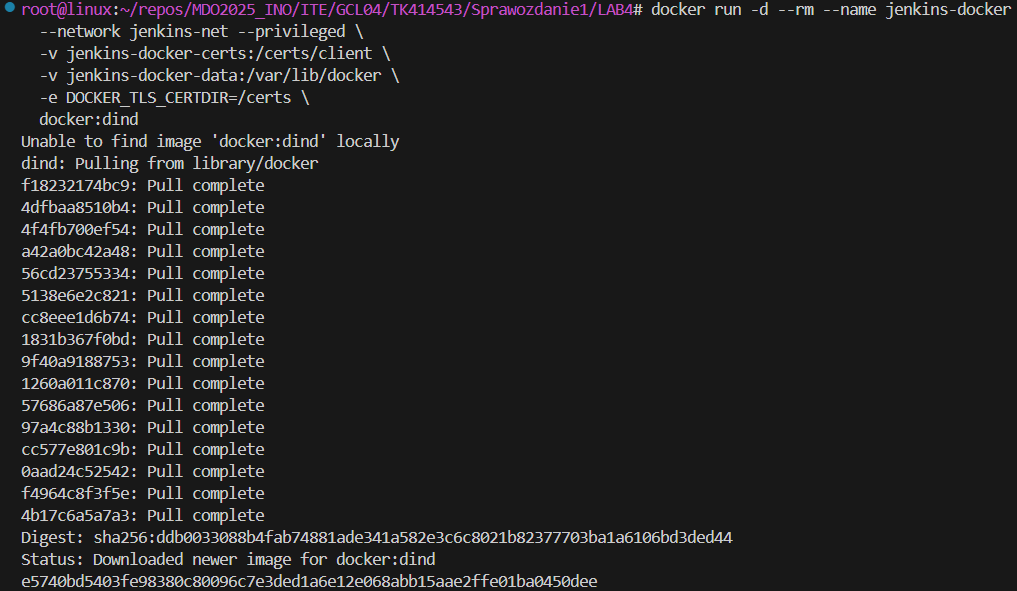 root@linux:~/repos/MDO2025_INO/ITE/GCL04/TK414543/Sprawozdanie1/LAB4# docker run -d --rm --name jenkins-docker
  --network jenkins-net --privileged \
  -v jenkins-docker-certs:/certs/client \
  -v jenkins-docker-data:/var/lib/docker \
  -e DOCKER_TLS_CERTDIR=/certs \
  docker:dind
Unable to find image 'docker:dind' locally
dind: Pulling from library/docker
f18232174bc9: Pull complete
4dfbaa8510b4: Pull complete
4f4fb700ef54: Pull complete
a42a0bc42a48: Pull complete
56cd23755334: Pull complete
5138e6e2c821: Pull complete
cc8eee1d6b74: Pull complete
1831b367f0bd: Pull complete
9f40a9188753: Pull complete
1260a011c870: Pull complete
57686a87e506: Pull complete
97a4c88b1330: Pull complete
cc577e801c9b: Pull complete
0aad24c52542: Pull complete
f4964c8f3f5e: Pull complete
4b17c6a5a7a3: Pull complete
Digest: sha256:ddb0033088b4fab74881ade341a582e3c6c8021b82377703ba1a6106bd3ded44
Status: Downloaded newer image for docker:dind
e5740bd5403fe98380c80096c7e3ded1a6e12e068abb15aae2ffe01ba0450dee